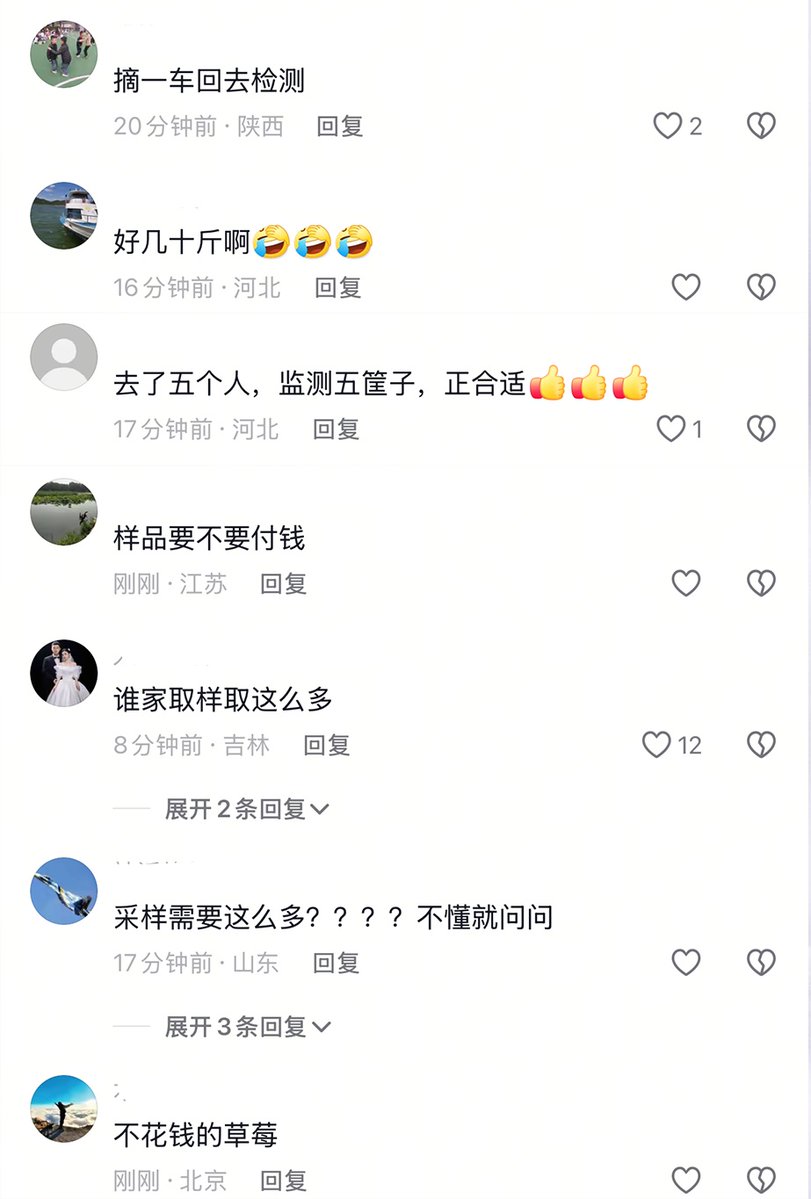 摘一车回去检测
20分钟前·陕西 回复 2
好几十斤啊🤣🤣🤣
16分钟前·河北 回复
去了五个人，监测五筐子，正合适👍👍👍
17分钟前·河北 回复 1
样品要不要付钱
刚刚·江苏 回复
谁家取样取这么多
8分钟前·吉林 回复 12
展开2条回复
采样需要这么多？？？？不懂就问问
17分钟前·山东 回复
展开3条回复
不花钱的草莓
刚刚·北京 回复